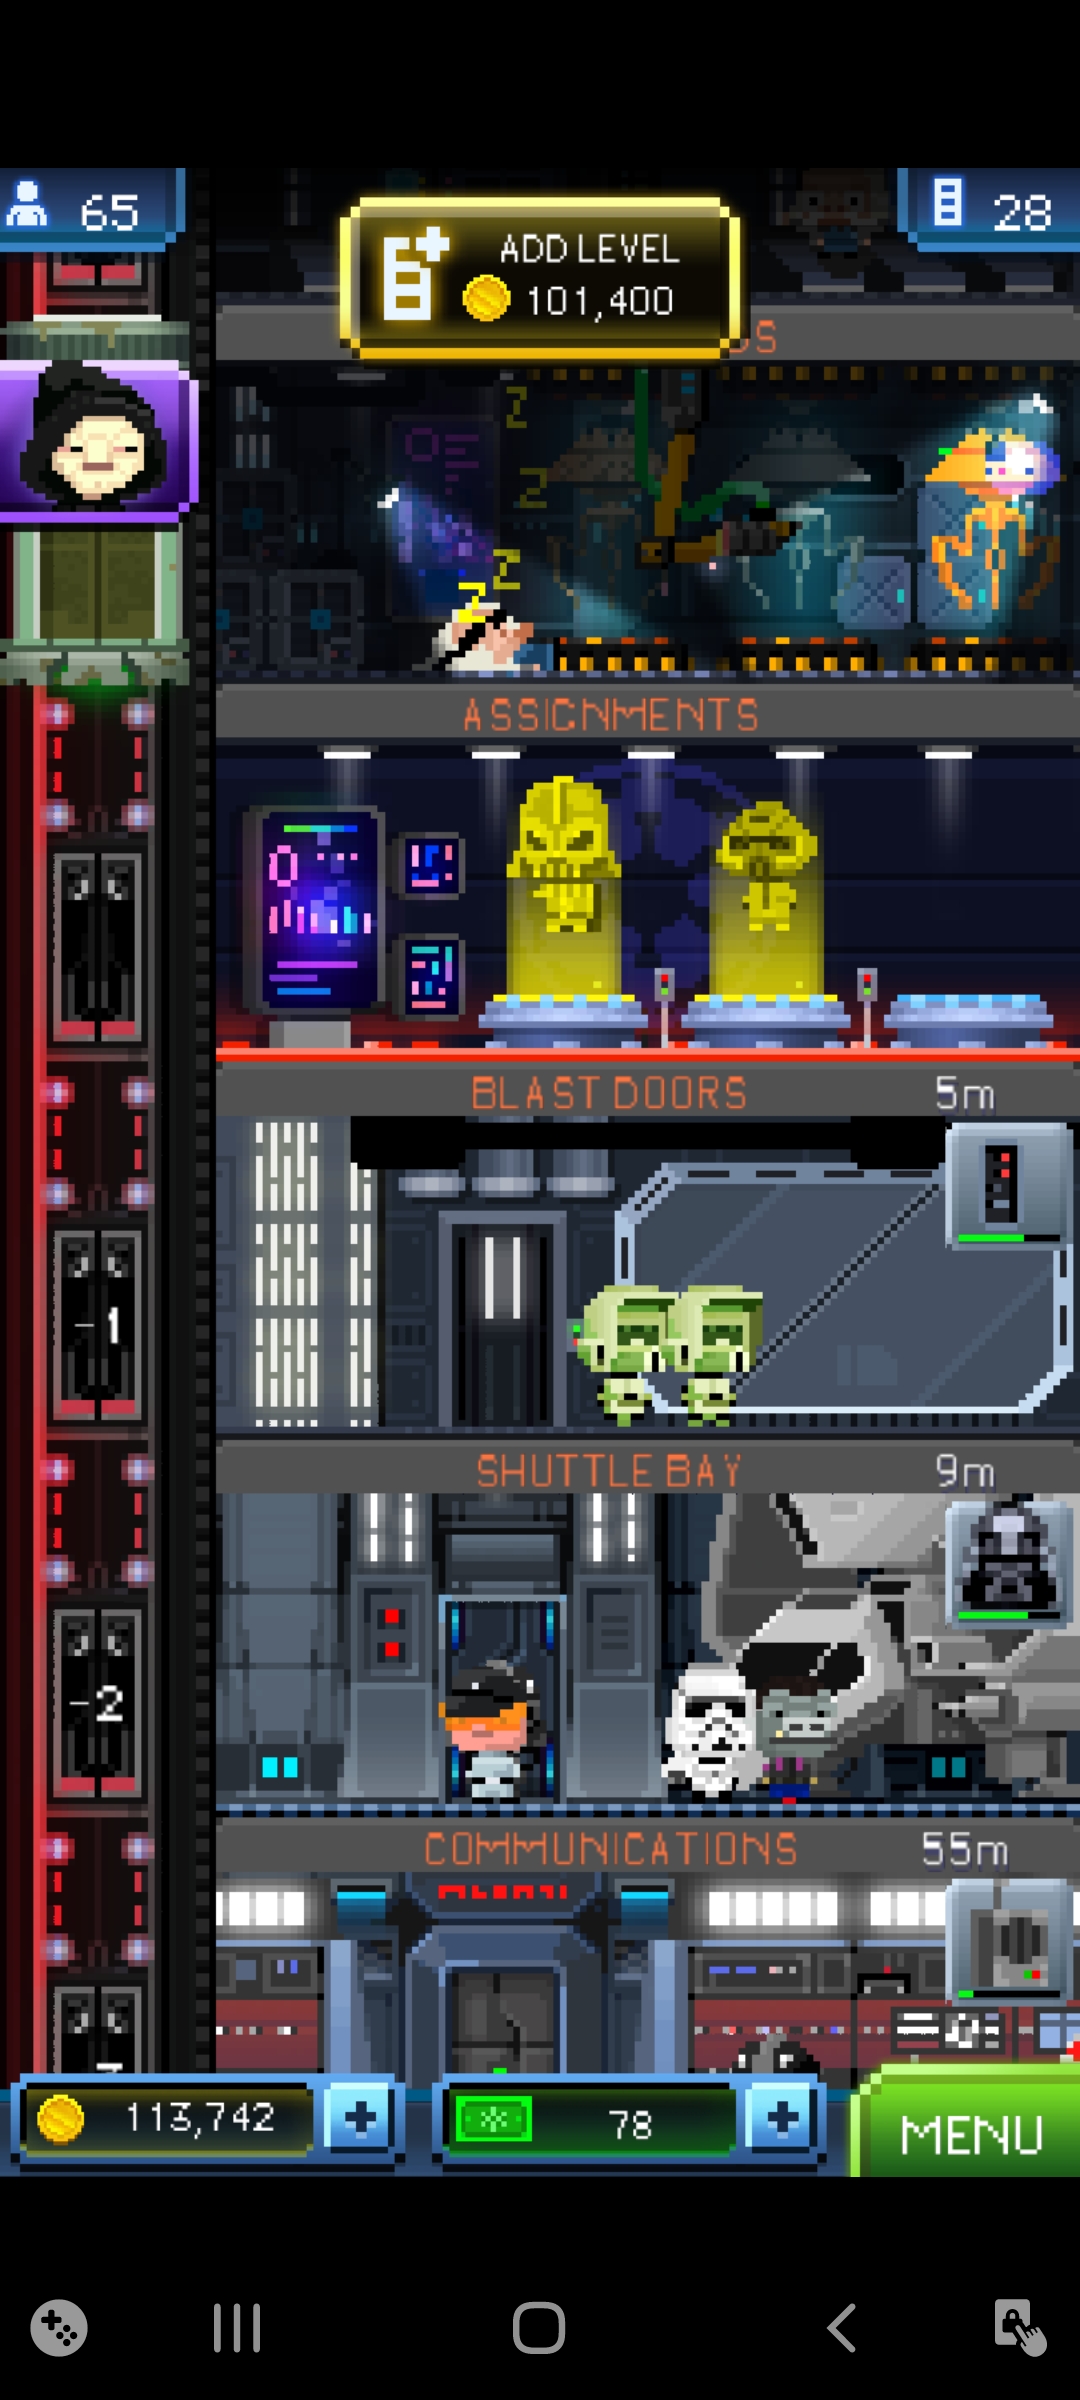 65
28
ADD LEVEL
101,400
DS
Z
Z
Z
Z
ASSIGNMENTS
BLAST DOORS
5m
-1
SHUTTLE BAY
9m
-2
COMMUNICATIONS
55m
113,742
78
MENU